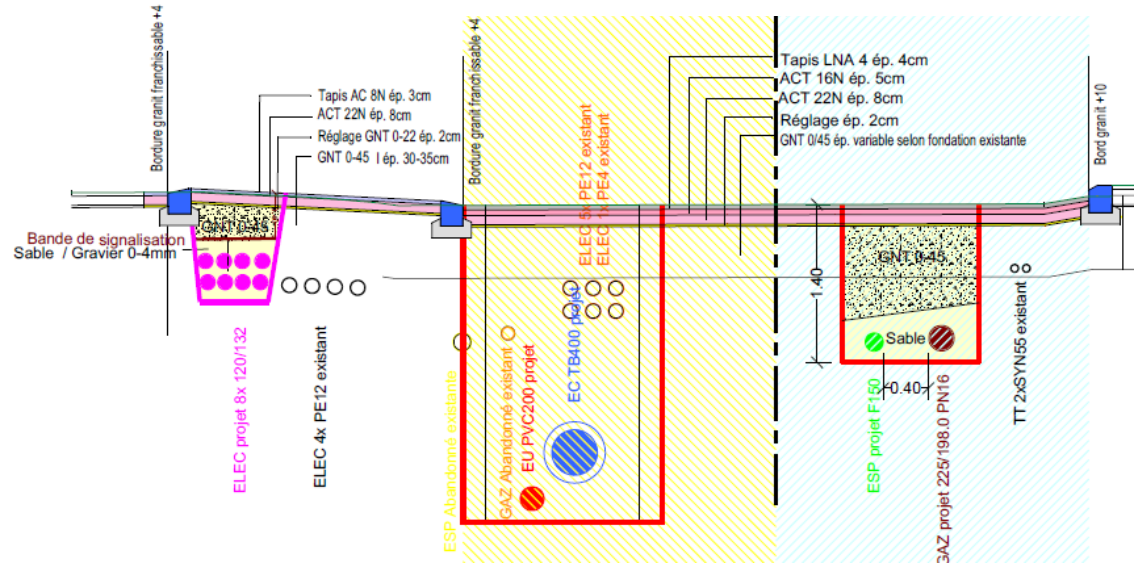 Bordure granit franchissable +4
Tapis AC 8N ép. 3cm
ACT 22N ép. 8cm
Réglage GNT 0-22 ép. 2cm
GNT 0-45 I ép. 30-35cm
Bordure granit franchissable +4
ELEC 5x PE12 existant
ELEC 1x PE4 existant
Tapis LNA 4 ép. 4cm
ACT 16N ép. 5cm
ACT 22N ép. 8cm
Réglage ép. 2cm
GNT 0/45 ép. variable selon fondation existante
Bord granit +10
GNT 0-45
Bande de signalisation
Sable / Gravier 0-4mm
ELEC projet 8x 120/132
ELEC 4x PE12 existant
ESP Abandonné existante
GAZ Abandonné existant
EU PVC200 projet
EC TB400 projet
1.40
GNT 0-45
Sable
0.40
ESP projet F150
GAZ projet 225/198.0 PN16
TT 2xSYN55 existant